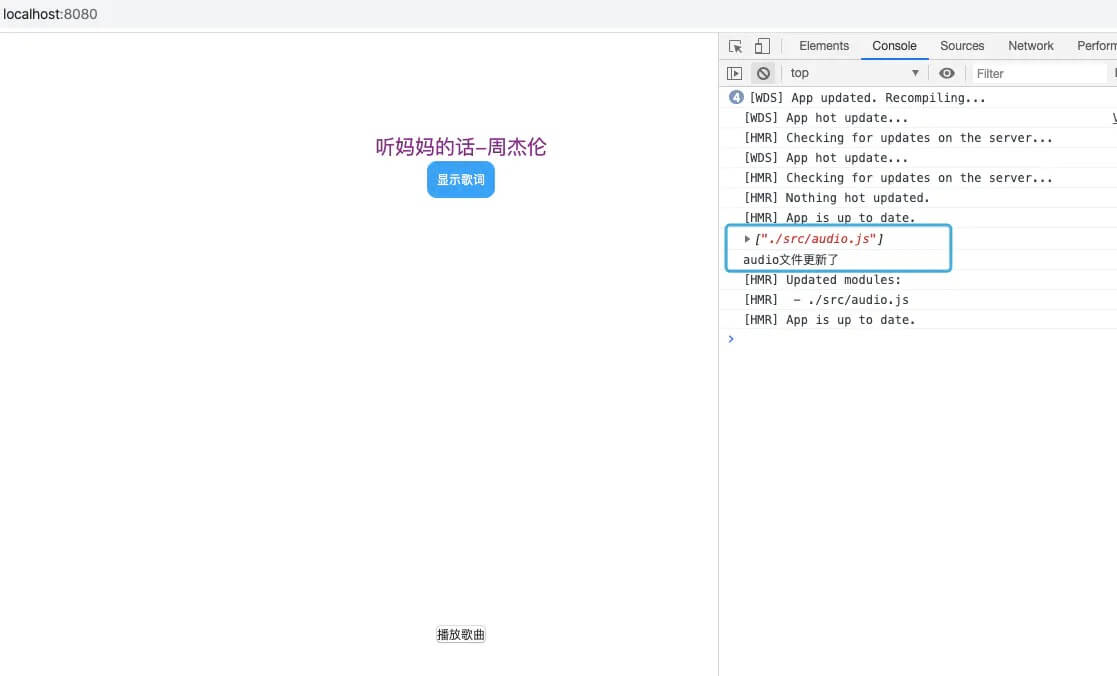 localhost:8080
听妈妈的话-周杰伦
显示歌词
播放歌曲
Elements Console Sources Network Perform
top Filter
4 [WDS] App updated. Recompiling...
[WDS] App hot update...
[HMR] Checking for updates on the server...
[WDS] App hot update...
[HMR] Checking for updates on the server...
[HMR] Nothing hot updated.
[HMR] App is up to date.
["./src/audio.js"]
audio文件更新了
[HMR] Updated modules:
[HMR]  - ./src/audio.js
[HMR] App is up to date.